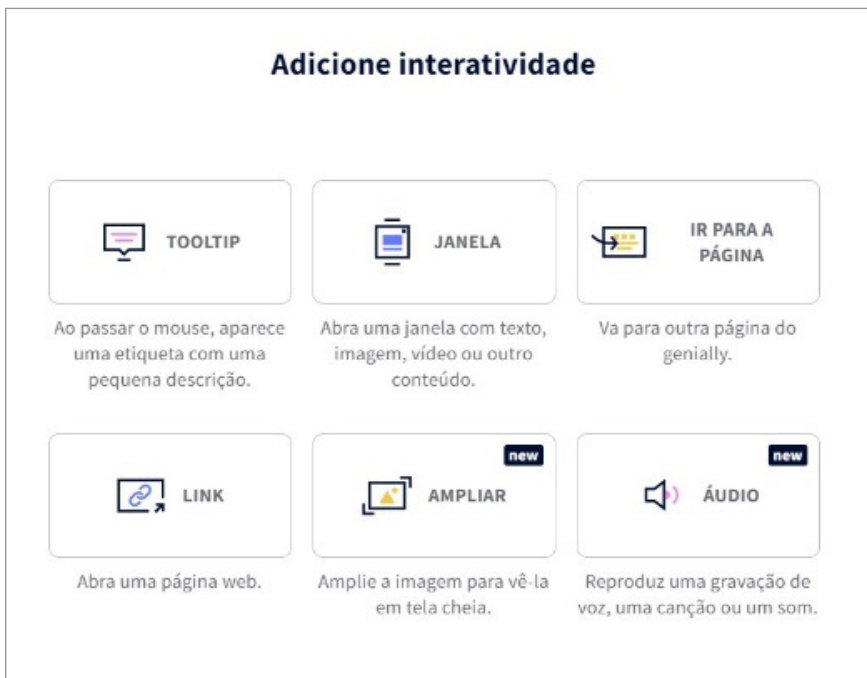 Adicione interatividade
TOOLTIP
Ao passar o mouse, aparece
uma etiqueta com uma
pequena descrição.
JANELA
Abra uma janela com texto,
imagem, vídeo ou outro
conteúdo.
IR PARA A
PÁGINA
Va para outra página do
genially.
LINK
Abra uma página web.
new
AMPLIAR
Amplie a imagem para vê-la
em tela cheia.
new
ÁUDIO
Reproduz uma gravação de
voz, uma canção ou um som.